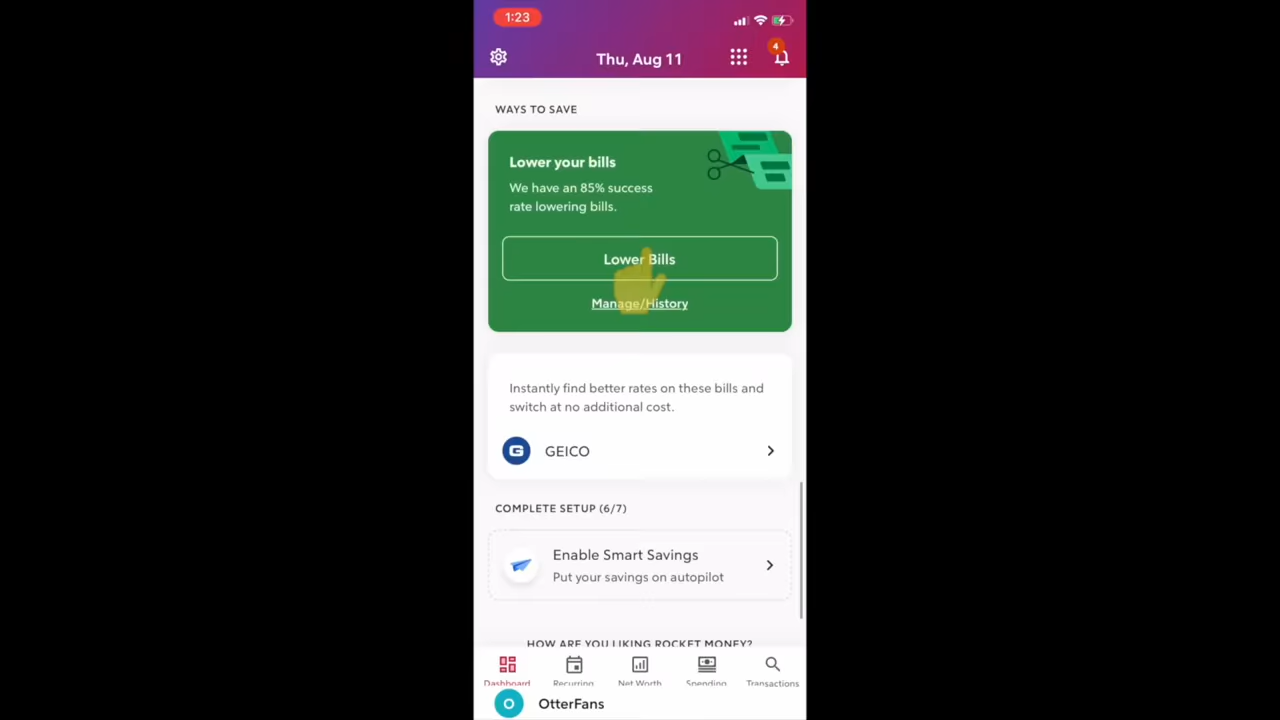 1:23
Thu, Aug 11
4
WAYS TO SAVE
Lower your bills
We have an 85% success
rate lowering bills.
Lower Bills
Manage/History
Instantly find better rates on these bills and
switch at no additional cost.
G GEICO
COMPLETE SETUP (6/7)
Enable Smart Savings
Put your savings on autopilot
HOW ARE YOU LIKING ROCKET MONEY?
Dashboard Recurring Net Worth Spending Transactions
O OtterFans